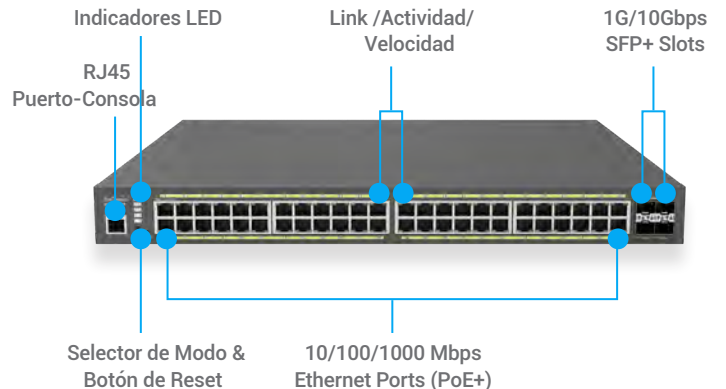 Indicadores LED
Link /Actividad/
Velocidad
1G/10Gbps
SFP+ Slots
RJ45
Puerto-Consola
Selector de Modo &
Botón de Reset
10/100/1000 Mbps
Ethernet Ports (PoE+)